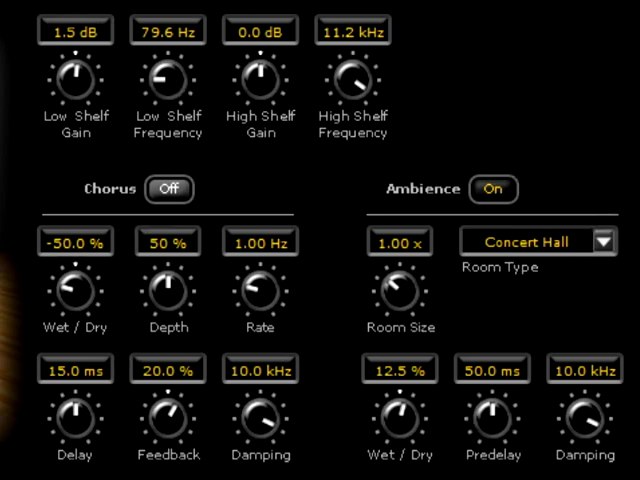 1.5 dB 79.6 Hz 0.0 dB 11.2 kHz
Low Shelf Gain Low Shelf Frequency High Shelf Gain High Shelf Frequency
Chorus Off Ambience On
-50.0 % 50 % 1.00 Hz 1.00 x Concert Hall
Room Type
Wet / Dry Depth Rate Room Size
15.0 ms 20.0 % 10.0 kHz 12.5 % 50.0 ms 10.0 kHz
Delay Feedback Damping Wet / Dry Predelay Damping